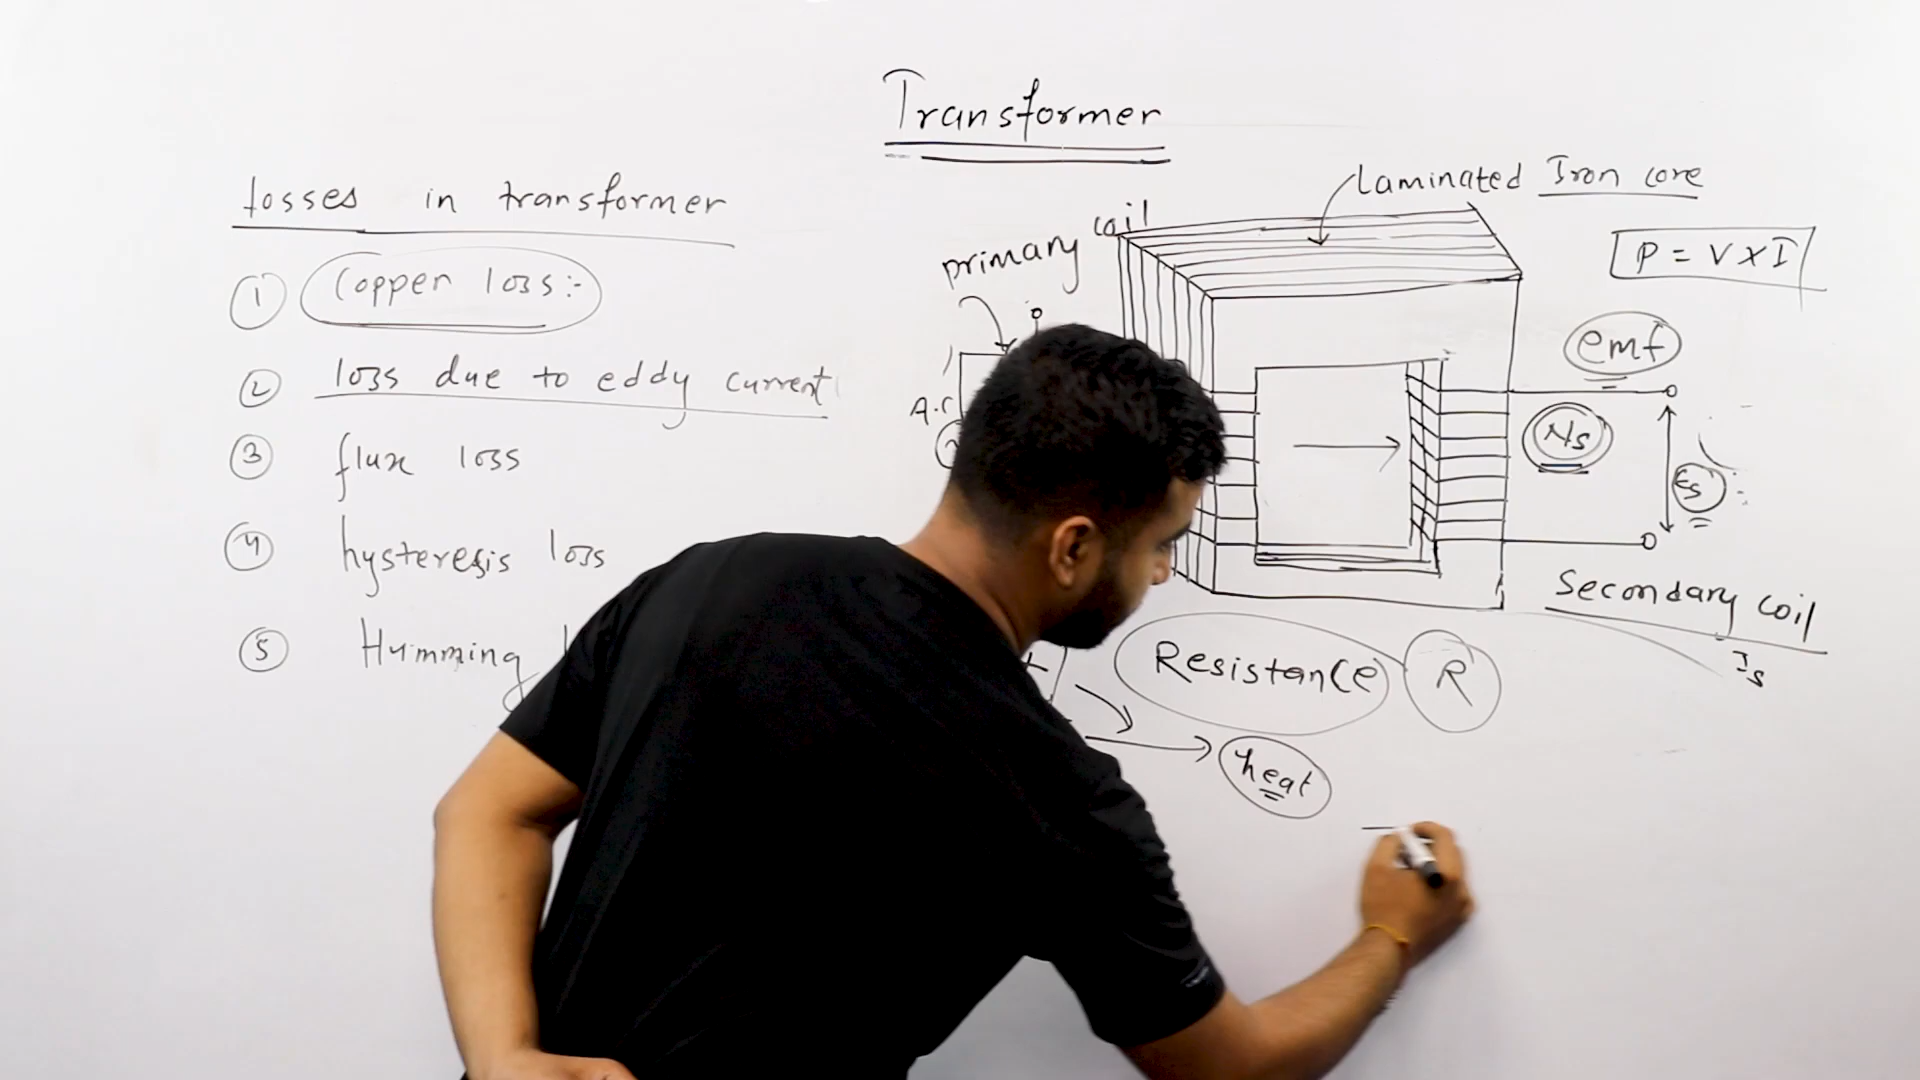 Transformer
losses in transformer
1 Copper loss:-
2 loss due to eddy current
3 flux loss
4 hysteresis loss
5 Humming
Laminated Iron core
primary coil
P = V X I
emf
A.C
Ns
Es
Secondary coil
Is
Resistance R
heat